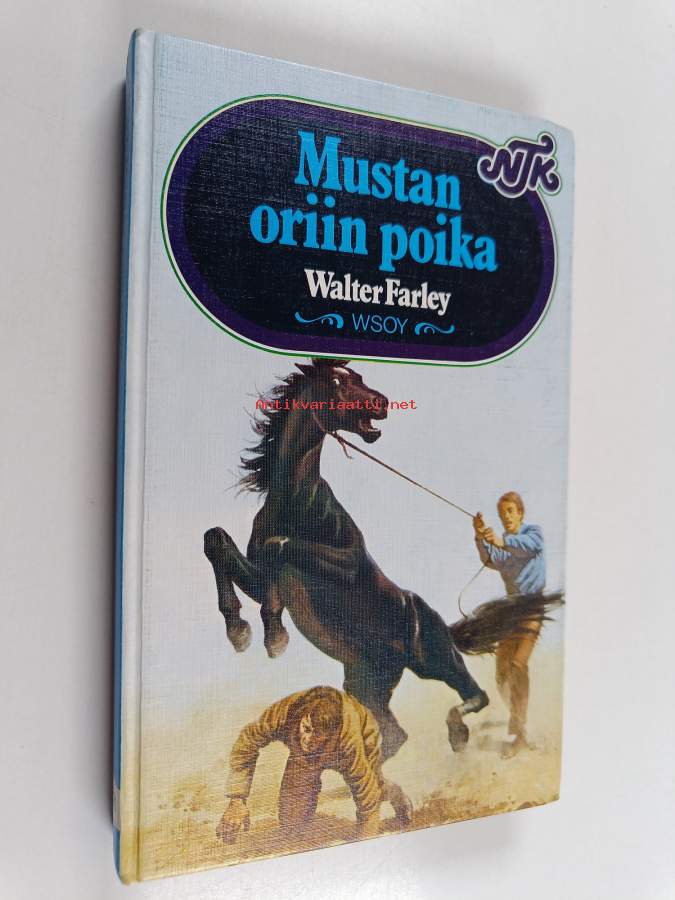 NJK
Mustan
oriin poika
Walter Farley
WSOY
antikvariaatti.net